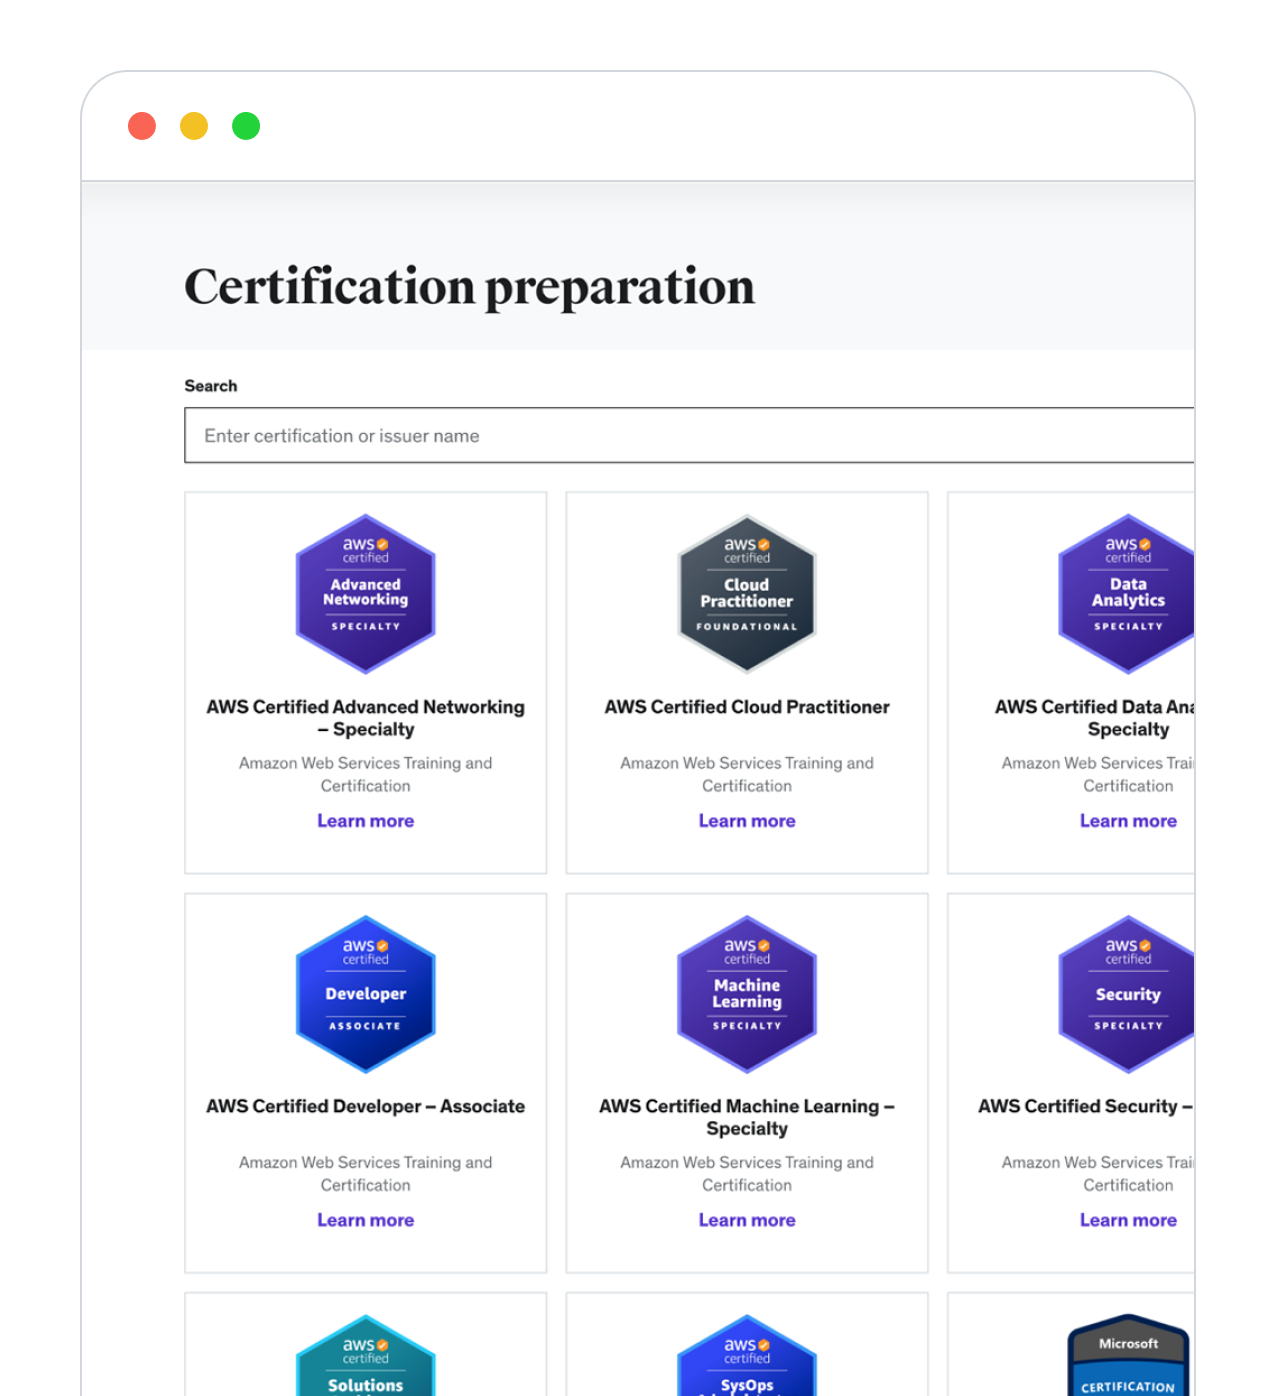 Certification preparation
Search
Enter certification or issuer name
aws
certified
Advanced
Networking
SPECIALTY
AWS Certified Advanced Networking
– Specialty
Amazon Web Services Training and
Certification
Learn more
aws
certified
Cloud
Practitioner
FOUNDATIONAL
AWS Certified Cloud Practitioner
Amazon Web Services Training and
Certification
Learn more
aws
certified
Data
Analytics
SPECIALTY
AWS Certified Data Ana
Specialty
Amazon Web Services Trai
Certification
Learn more
aws
certified
Developer
ASSOCIATE
AWS Certified Developer – Associate
Amazon Web Services Training and
Certification
Learn more
aws
certified
Machine
Learning
SPECIALTY
AWS Certified Machine Learning –
Specialty
Amazon Web Services Training and
Certification
Learn more
aws
certified
Security
SPECIALTY
AWS Certified Security –
Amazon Web Services Trai
Certification
Learn more
aws
certified
Solutions
aws
certified
SysOps
Microsoft
CERTIFICATION